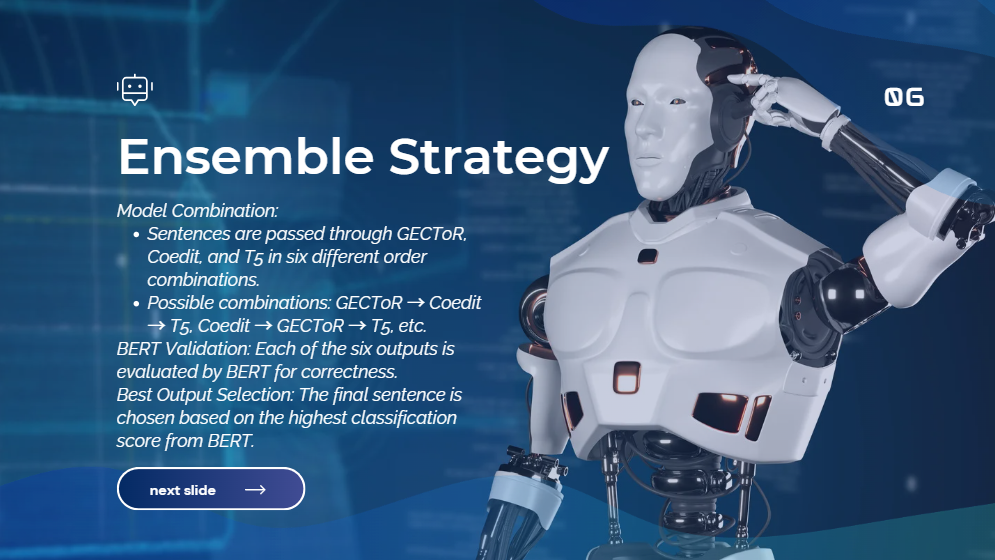 06
Ensemble Strategy
Model Combination:
• Sentences are passed through GECToR,
Coedit, and T5 in six different order
combinations.
• Possible combinations: GECToR → Coedit
→ T5, Coedit → GECToR → T5, etc.
BERT Validation: Each of the six outputs is
evaluated by BERT for correctness.
Best Output Selection: The final sentence is
chosen based on the highest classification
score from BERT.
next slide →